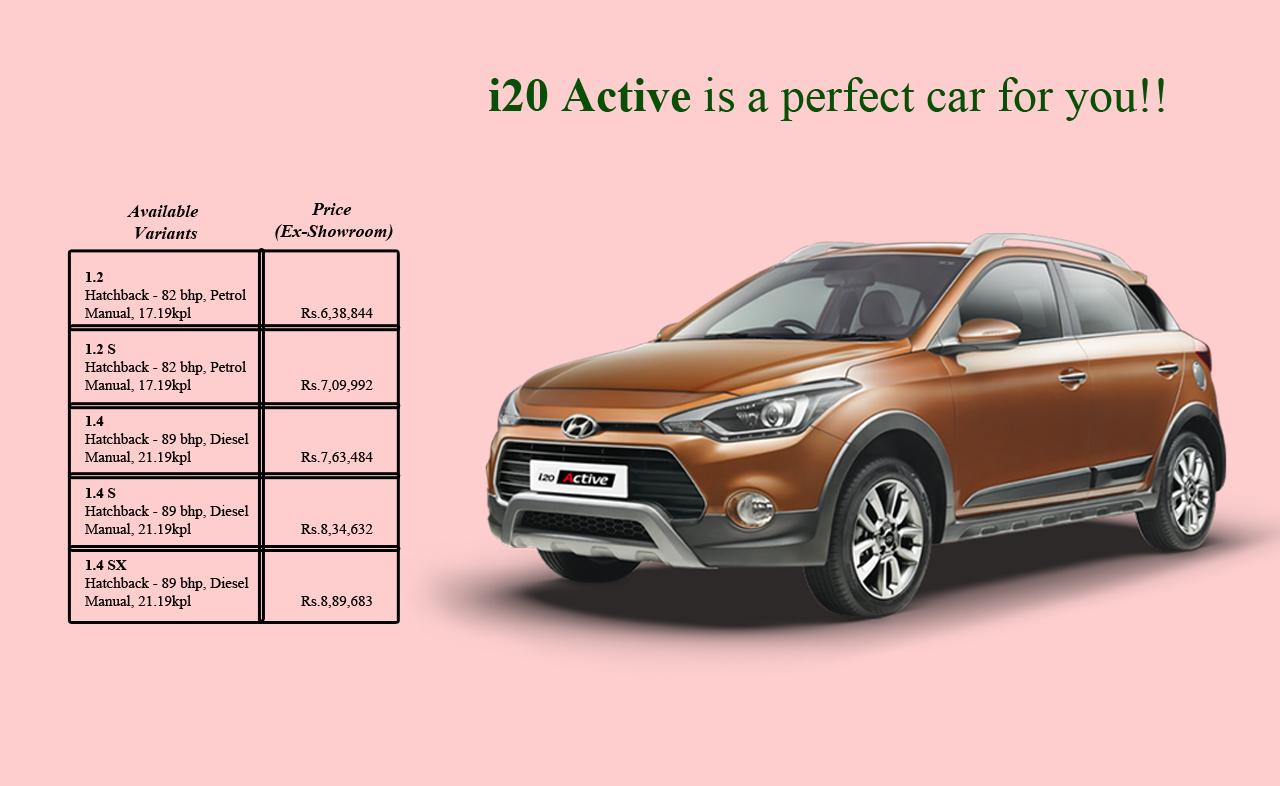 i20 Active is a perfect car for you!!
Available
Variants
Price
(Ex-Showroom)
1.2
Hatchback - 82 bhp, Petrol
Manual, 17.19kpl
Rs.6,38,844
1.2 S
Hatchback - 82 bhp, Petrol
Manual, 17.19kpl
Rs.7,09,992
1.4
Hatchback - 89 bhp, Diesel
Manual, 21.19kpl
Rs.7,63,484
1.4 S
Hatchback - 89 bhp, Diesel
Manual, 21.19kpl
Rs.8,34,632
1.4 SX
Hatchback - 89 bhp, Diesel
Manual, 21.19kpl
Rs.8,89,683
i20 Active